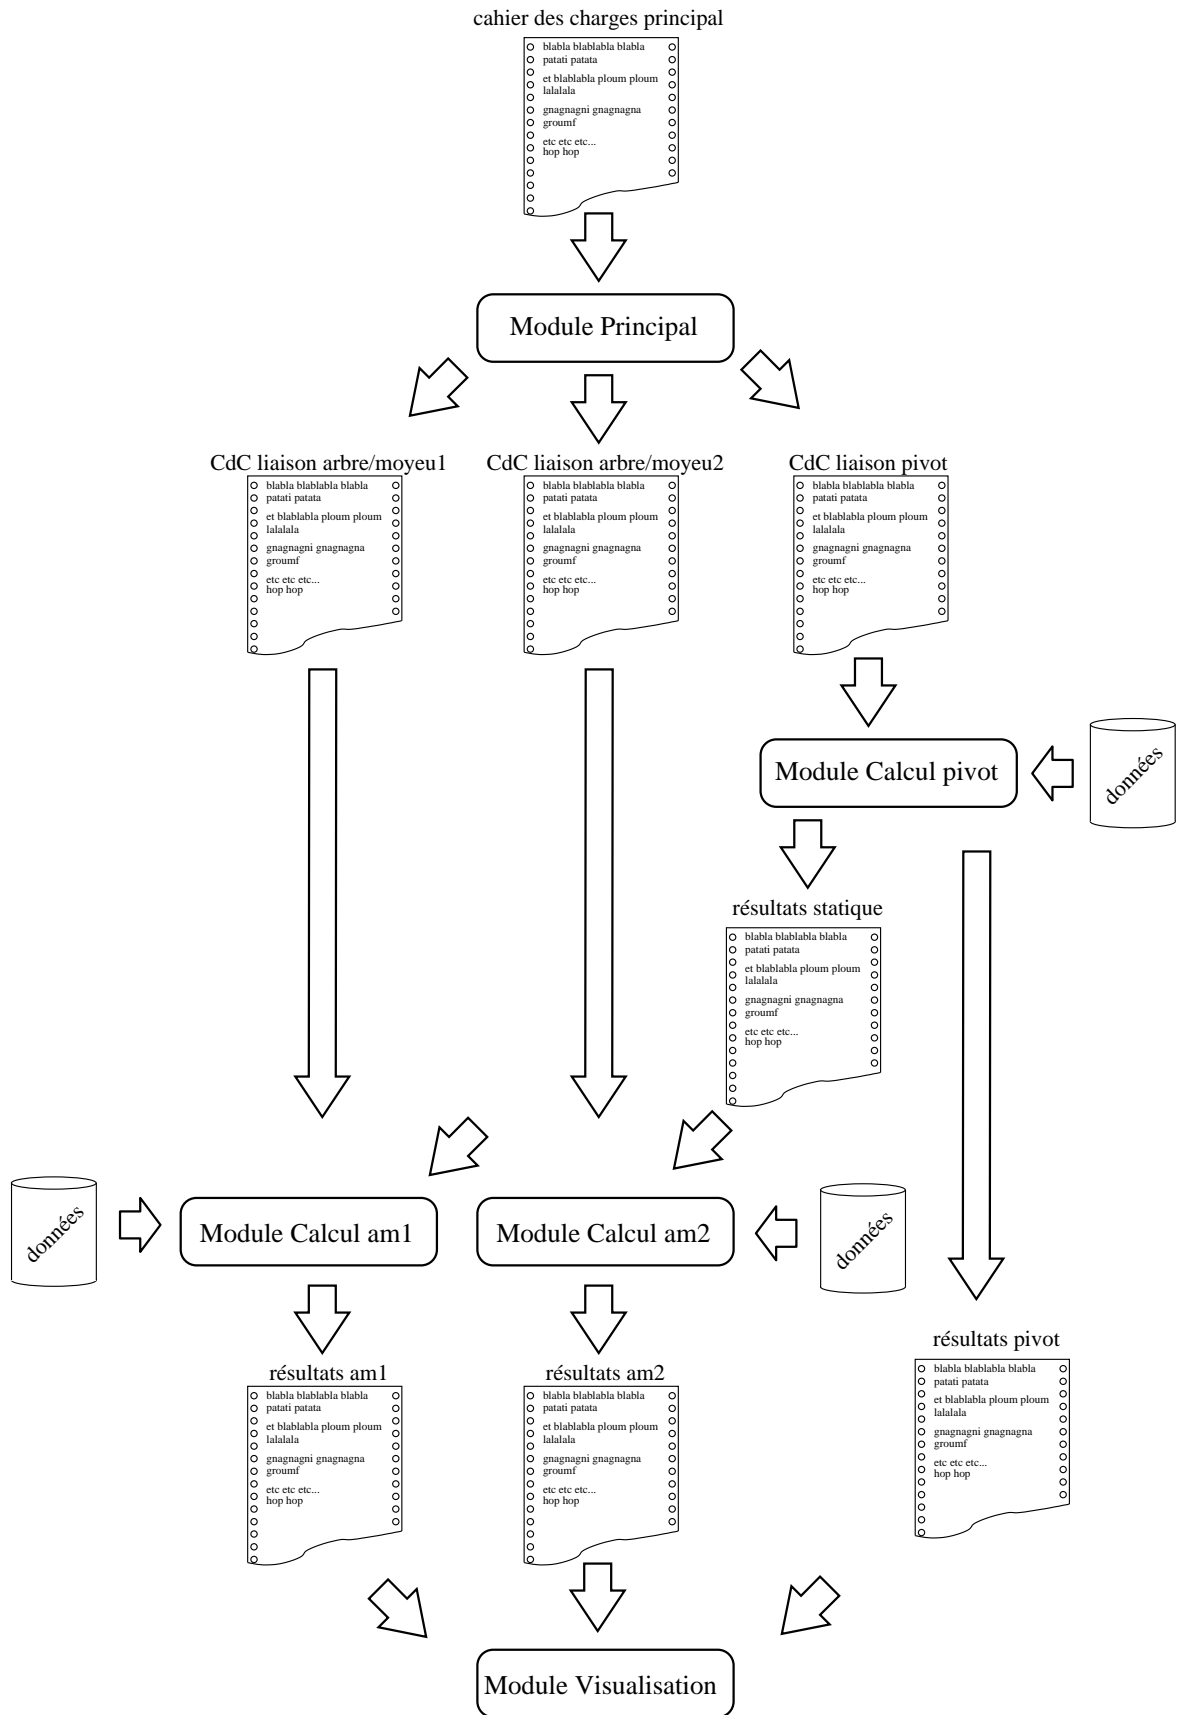 cahier des charges principal
blabla blablabla blabla
patati patata
et blablabla ploum ploum
lalalala
gnagnagni gnagnagna
groumf
etc etc etc...
hop hop
Module Principal
CdC liaison arbre/moyeu1
blabla blablabla blabla
patati patata
et blablabla ploum ploum
lalalala
gnagnagni gnagnagna
groumf
etc etc etc...
hop hop
CdC liaison arbre/moyeu2
blabla blablabla blabla
patati patata
et blablabla ploum ploum
lalalala
gnagnagni gnagnagna
groumf
etc etc etc...
hop hop
CdC liaison pivot
blabla blablabla blabla
patati patata
et blablabla ploum ploum
lalalala
gnagnagni gnagnagna
groumf
etc etc etc...
hop hop
Module Calcul pivot
données
résultats statique
blabla blablabla blabla
patati patata
et blablabla ploum ploum
lalalala
gnagnagni gnagnagna
groumf
etc etc etc...
hop hop
données
Module Calcul am1
Module Calcul am2
données
résultats am1
blabla blablabla blabla
patati patata
et blablabla ploum ploum
lalalala
gnagnagni gnagnagna
groumf
etc etc etc...
hop hop
résultats am2
blabla blablabla blabla
patati patata
et blablabla ploum ploum
lalalala
gnagnagni gnagnagna
groumf
etc etc etc...
hop hop
résultats pivot
blabla blablabla blabla
patati patata
et blablabla ploum ploum
lalalala
gnagnagni gnagnagna
groumf
etc etc etc...
hop hop
Module Visualisation